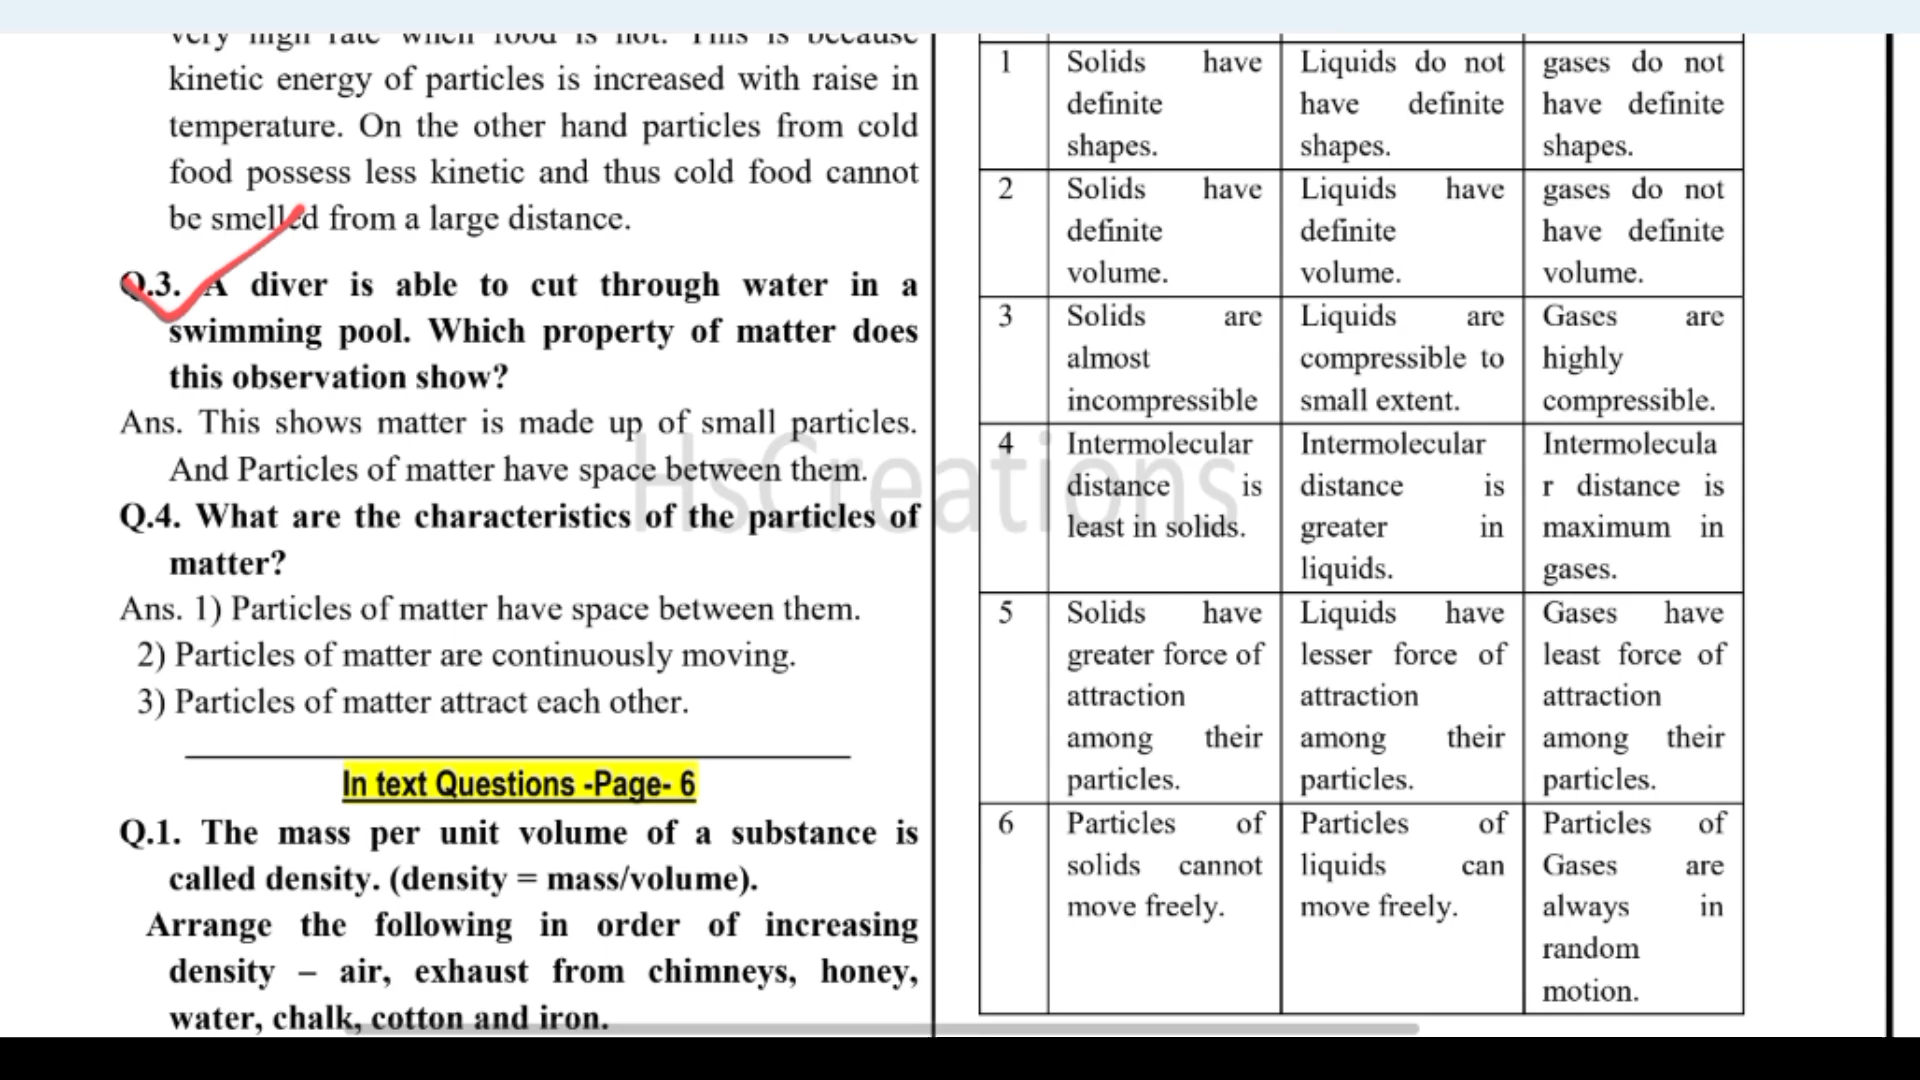 very high rate when food is hot. This is because
kinetic energy of particles is increased with raise in
temperature. On the other hand particles from cold
food possess less kinetic and thus cold food cannot
be smelled from a large distance.
Q.3. A diver is able to cut through water in a
swimming pool. Which property of matter does
this observation show?
Ans. This shows matter is made up of small particles.
And Particles of matter have space between them.
Q.4. What are the characteristics of the particles of
matter?
Ans. 1) Particles of matter have space between them.
2) Particles of matter are continuously moving.
3) Particles of matter attract each other.
In text Questions -Page- 6
Q.1. The mass per unit volume of a substance is
called density. (density = mass/volume).
Arrange the following in order of increasing
density – air, exhaust from chimneys, honey,
water, chalk, cotton and iron.
1
Solids have
definite
shapes.
Liquids do not
have definite
shapes.
gases do not
have definite
shapes.
2
Solids have
definite
volume.
Liquids have
definite
volume.
gases do not
have definite
volume.
3
Solids are
almost
incompressible
Liquids are
compressible to
small extent.
Gases are
highly
compressible.
4
Intermolecular
distance is
least in solids.
Intermolecular
distance is
greater in
liquids.
Intermolecula
r distance is
maximum in
gases.
5
Solids have
greater force of
attraction
among their
particles.
Liquids have
lesser force of
attraction
among their
particles.
Gases have
least force of
attraction
among their
particles.
6
Particles of
solids cannot
move freely.
Particles of
liquids can
move freely.
Particles of
Gases are
always in
random
motion.
HsCreations